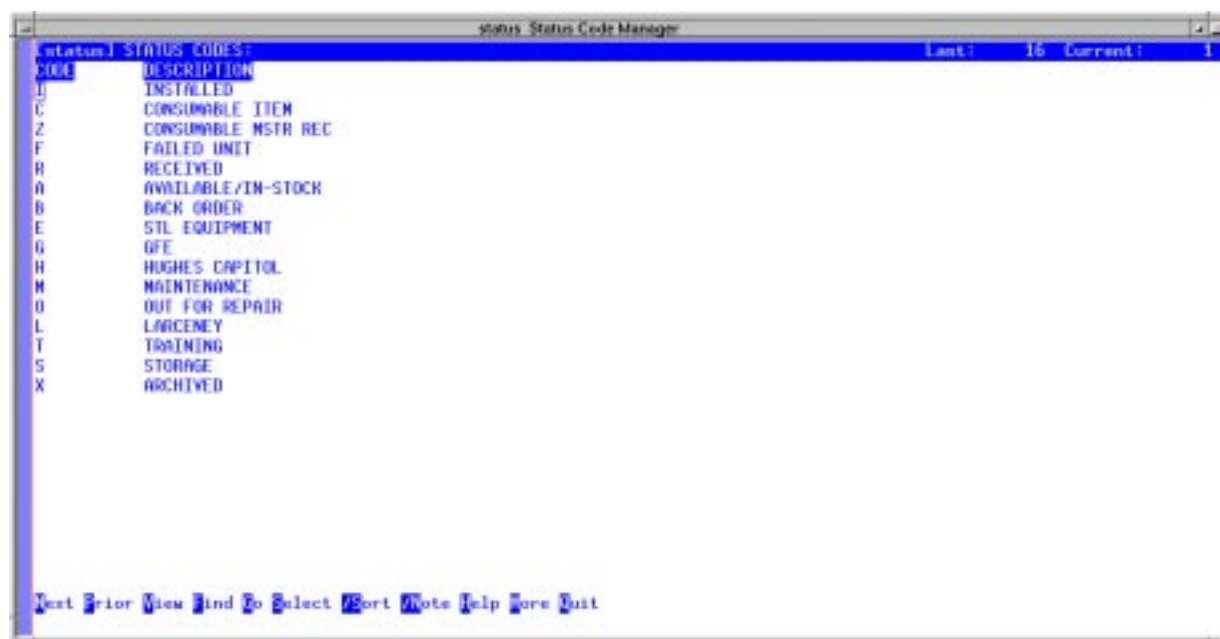 status Status Code Manager
[status] STATUS CODES: Last: 16 Current: 1
CODE DESCRIPTION
I INSTALLED
C CONSUMABLE ITEM
Z CONSUMABLE MSTR REC
F FAILED UNIT
R RECEIVED
A AVAILABLE/IN-STOCK
B BACK ORDER
E STL EQUIPMENT
G GFE
H HUGHES CAPITOL
M MAINTENANCE
O OUT FOR REPAIR
L LARCENEY
T TRAINING
S STORAGE
X ARCHIVED
Next Prior View Find Go Select /Sort /Note Help More Quit